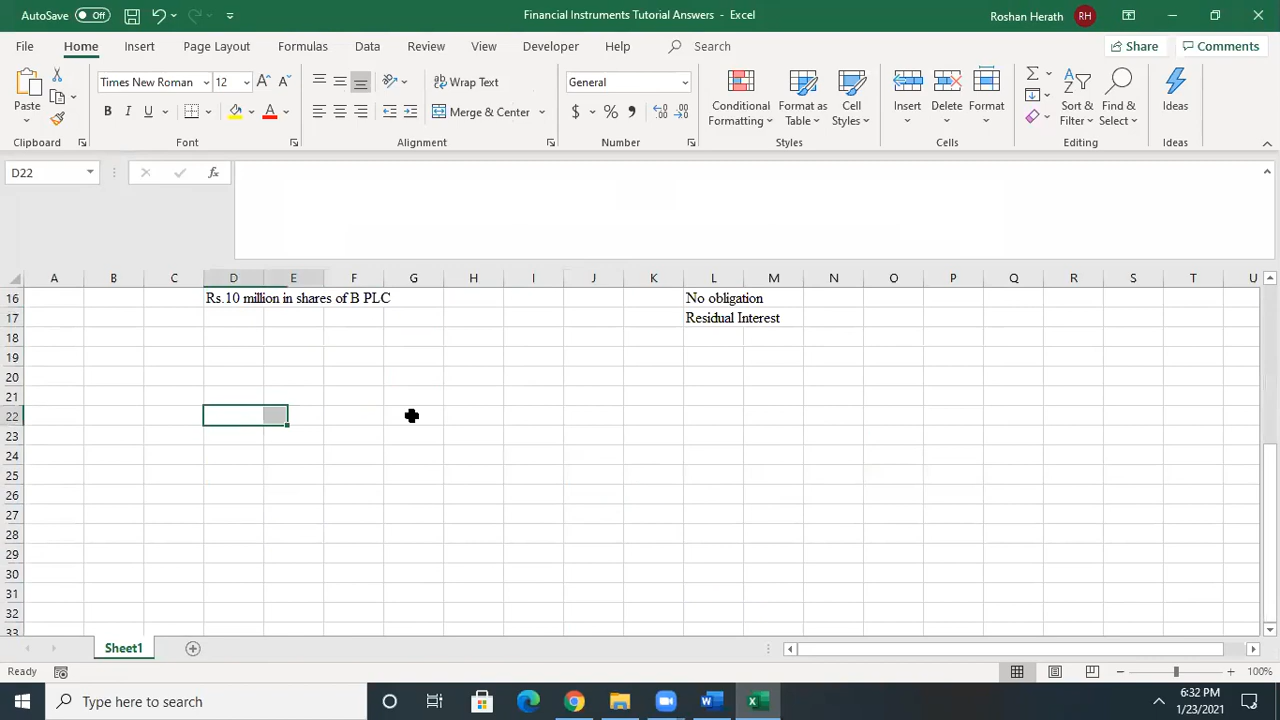 AutoSave Off Financial Instruments Tutorial Answers - Excel Roshan Herath RH
File Home Insert Page Layout Formulas Data Review View Developer Help Search Share Comments
Paste Times New Roman 12 Wrap Text General Conditional Formatting Format as Table Cell Styles Insert Delete Format Sort & Filter Find & Select Ideas
B I U Merge & Center $ % ,
Clipboard Font Alignment Number Styles Cells Editing Ideas
D22 fx
A B C D E F G H I J K L M N O P Q R S T U
16 Rs.10 million in shares of B PLC No obligation
17 Residual Interest
18
19
20
21
22
23
24
25
26
27
28
29
30
31
32
33
Sheet1
Ready 100%
Type here to search 6:32 PM
1/23/2021